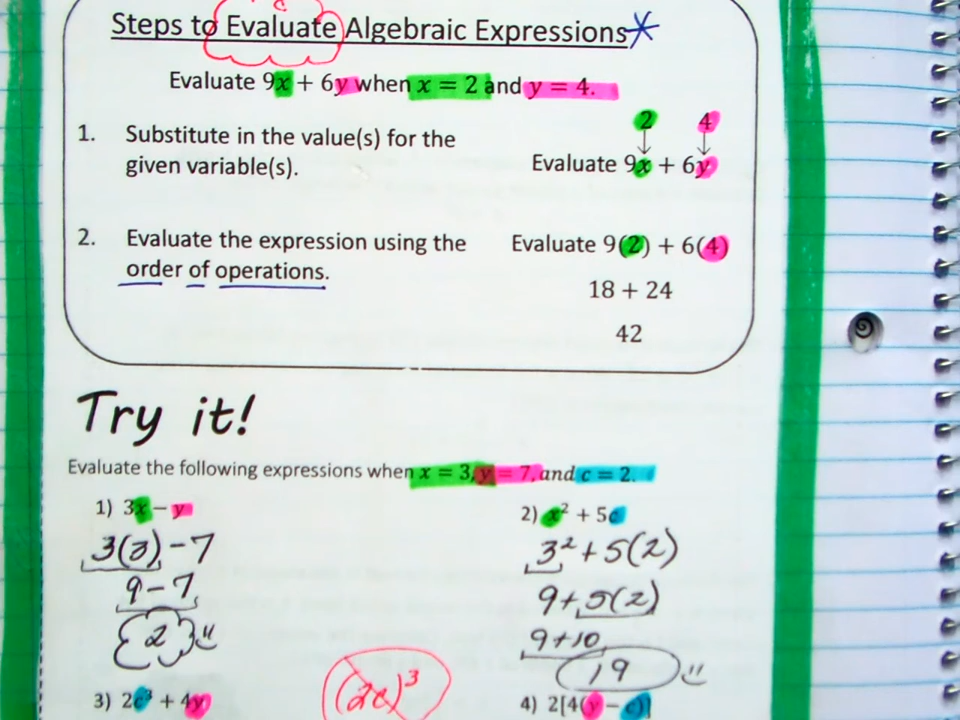 Steps to Evaluate Algebraic Expressions*
Evaluate 9x + 6y when x = 2 and y = 4.
1. Substitute in the value(s) for the
given variable(s).
2 4
↓ ↓
Evaluate 9x + 6y
2. Evaluate the expression using the
order of operations.
Evaluate 9(2) + 6(4)
18 + 24
42
Try it!
Evaluate the following expressions when x = 3, y = 7, and c = 2.
1) 3x − y
3(3) − 7
9 − 7
2
2) x² + 5c
3² + 5(2)
9 + 5(2)
9 + 10
19
3) 2c³ + 4y
(2c)³
4) 2[4(y − c)]